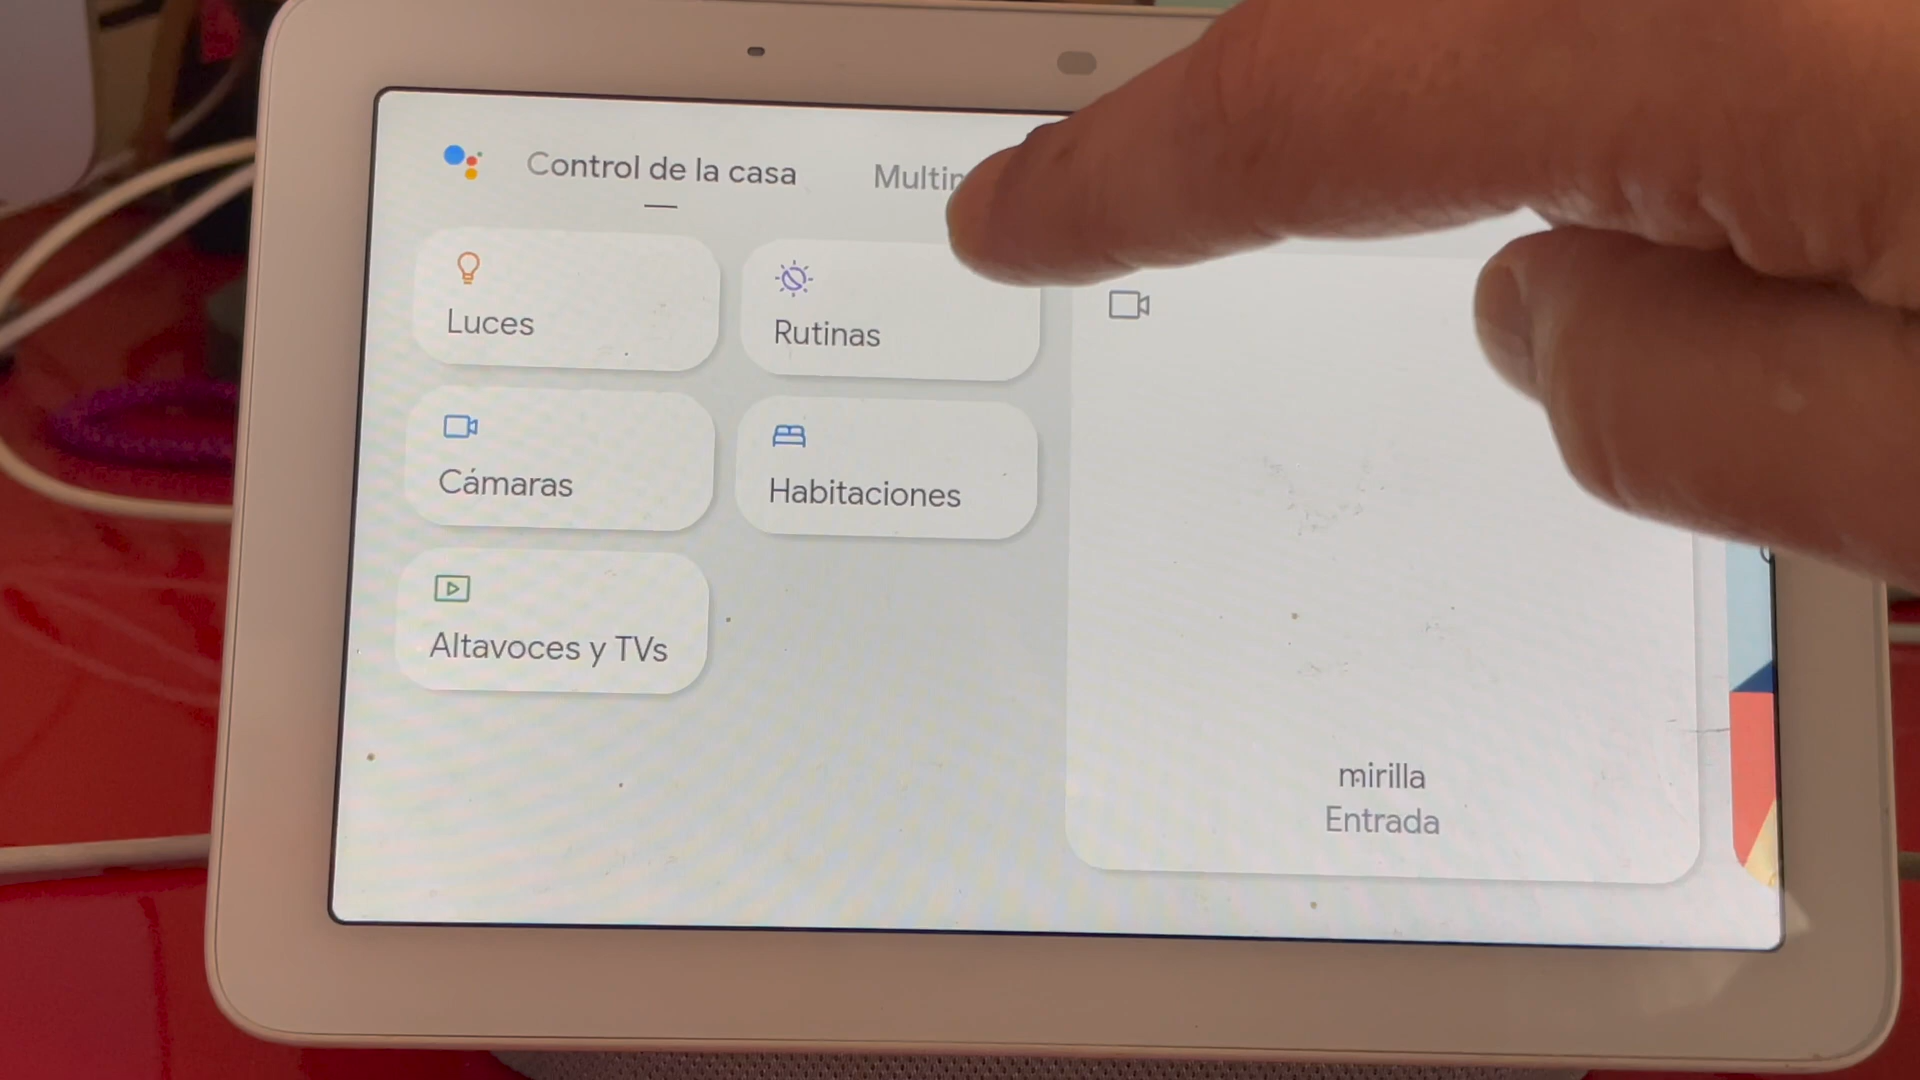 Control de la casa
Luces
Rutinas
Cámaras
Habitaciones
Altavoces y TVs
mirilla
Entrada